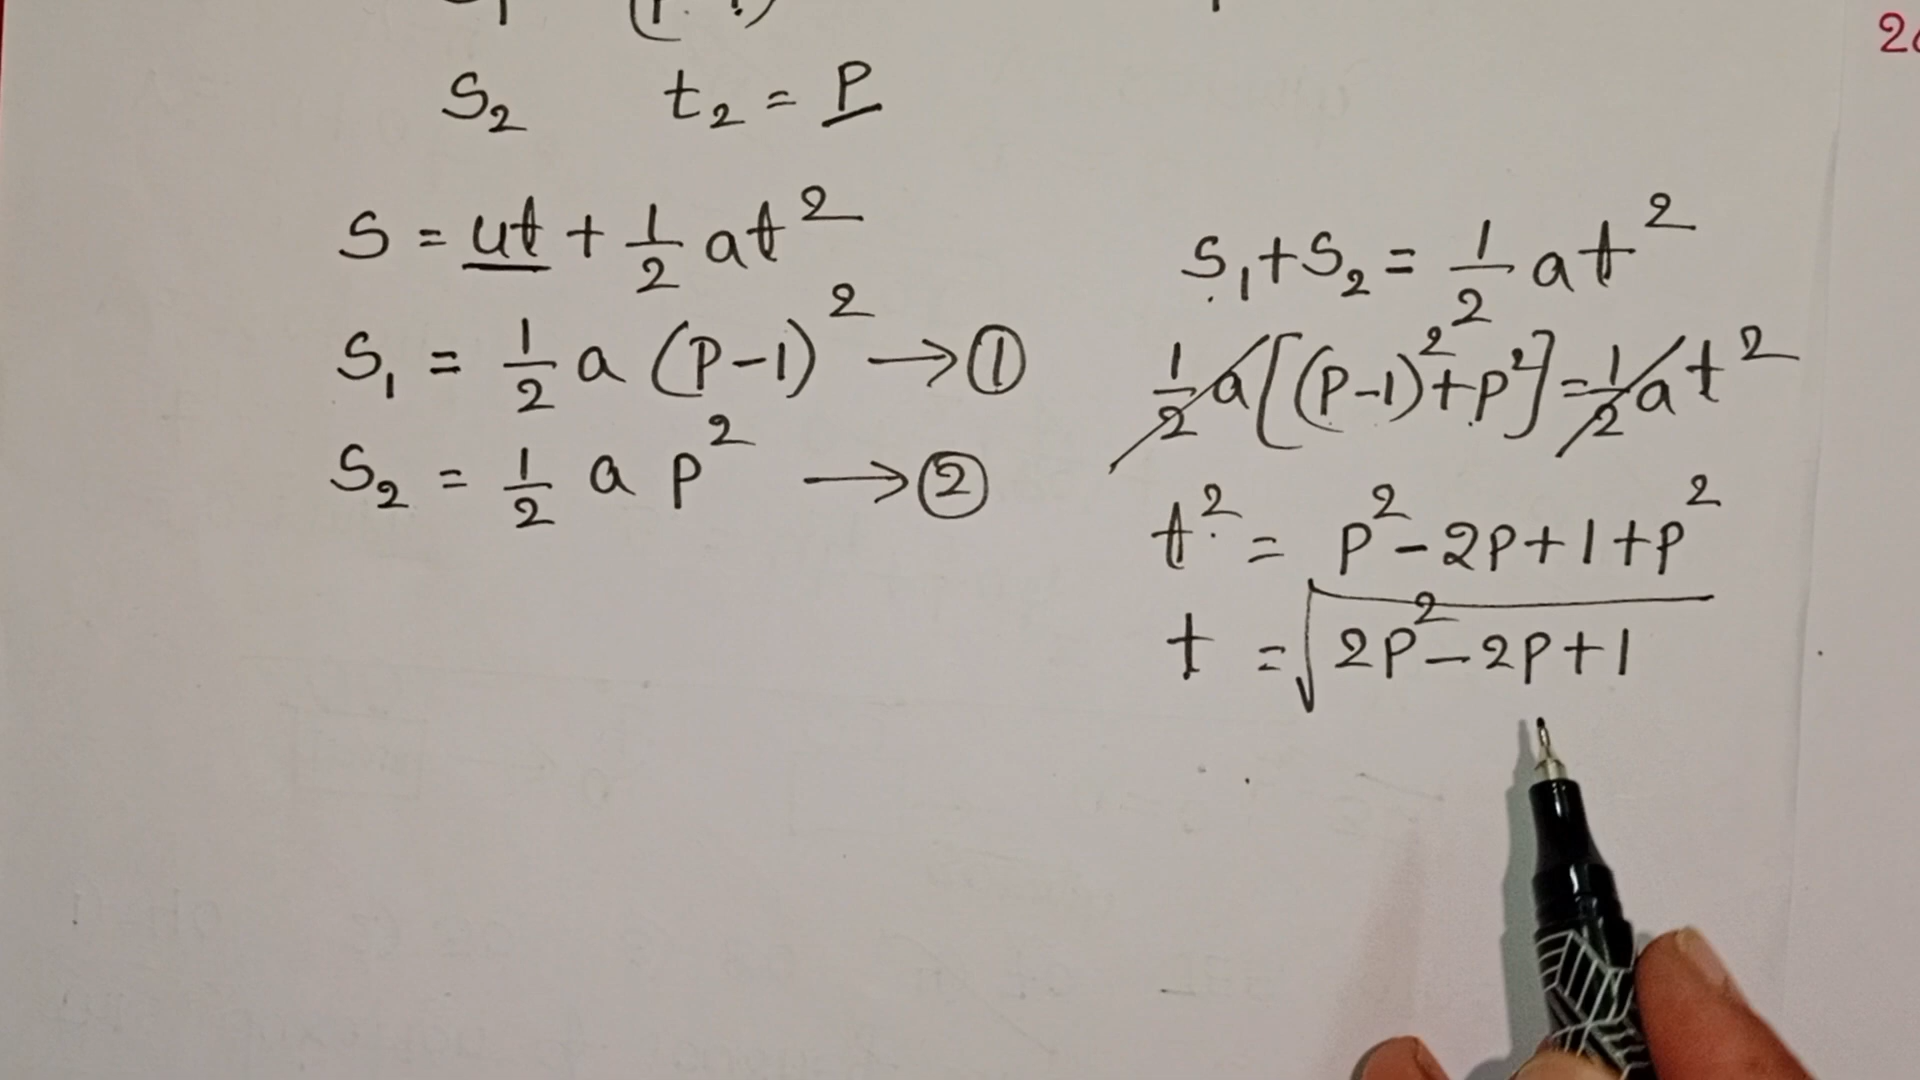 S₂ t₂ = P
S = ut + 1/2 at²
S₁ = 1/2 a (P-1)² → ①
S₂ = 1/2 a p² → ②
S₁+S₂ = 1/2 at²
1/2 a[(P-1)²+P²] = 1/2 at²
t² = p²-2p+1+p²
t = √(2p²-2p+1)